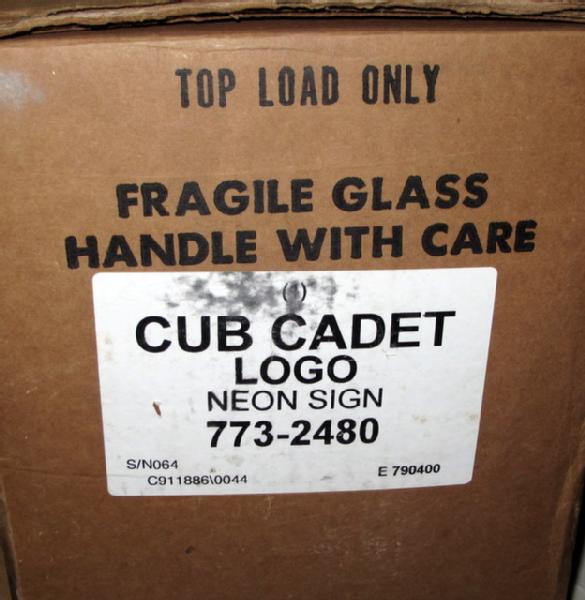 TOP LOAD ONLY
FRAGILE GLASS
HANDLE WITH CARE
( )
CUB CADET
LOGO
NEON SIGN
773-2480
S/N064
C911886\0044
E 790400